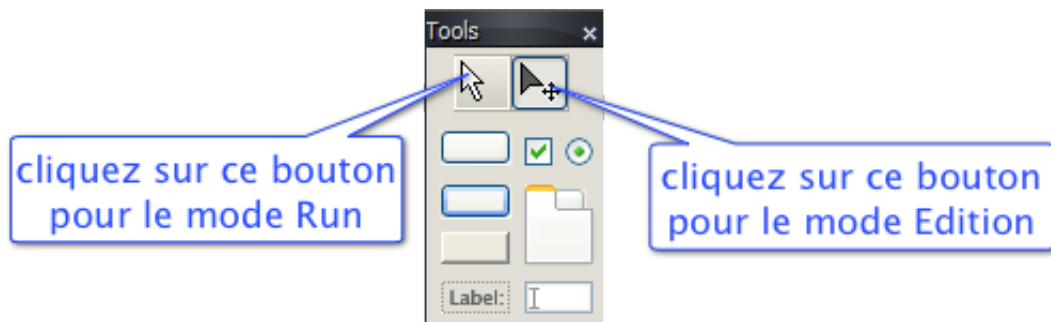 Tools
cliquez sur ce bouton
pour le mode Run
cliquez sur ce bouton
pour le mode Edition
Label: